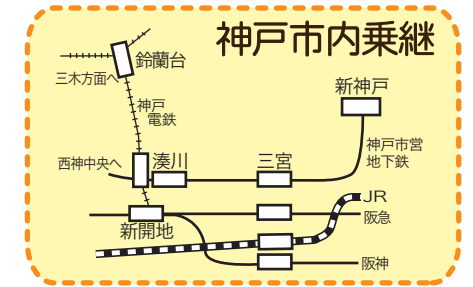 神戸市内乗継
鈴蘭台
三木方面へ
神戸
電鉄
新神戸
神戸市営
地下鉄
西神中央へ
湊川
三宮
新開地
JR
阪急
阪神